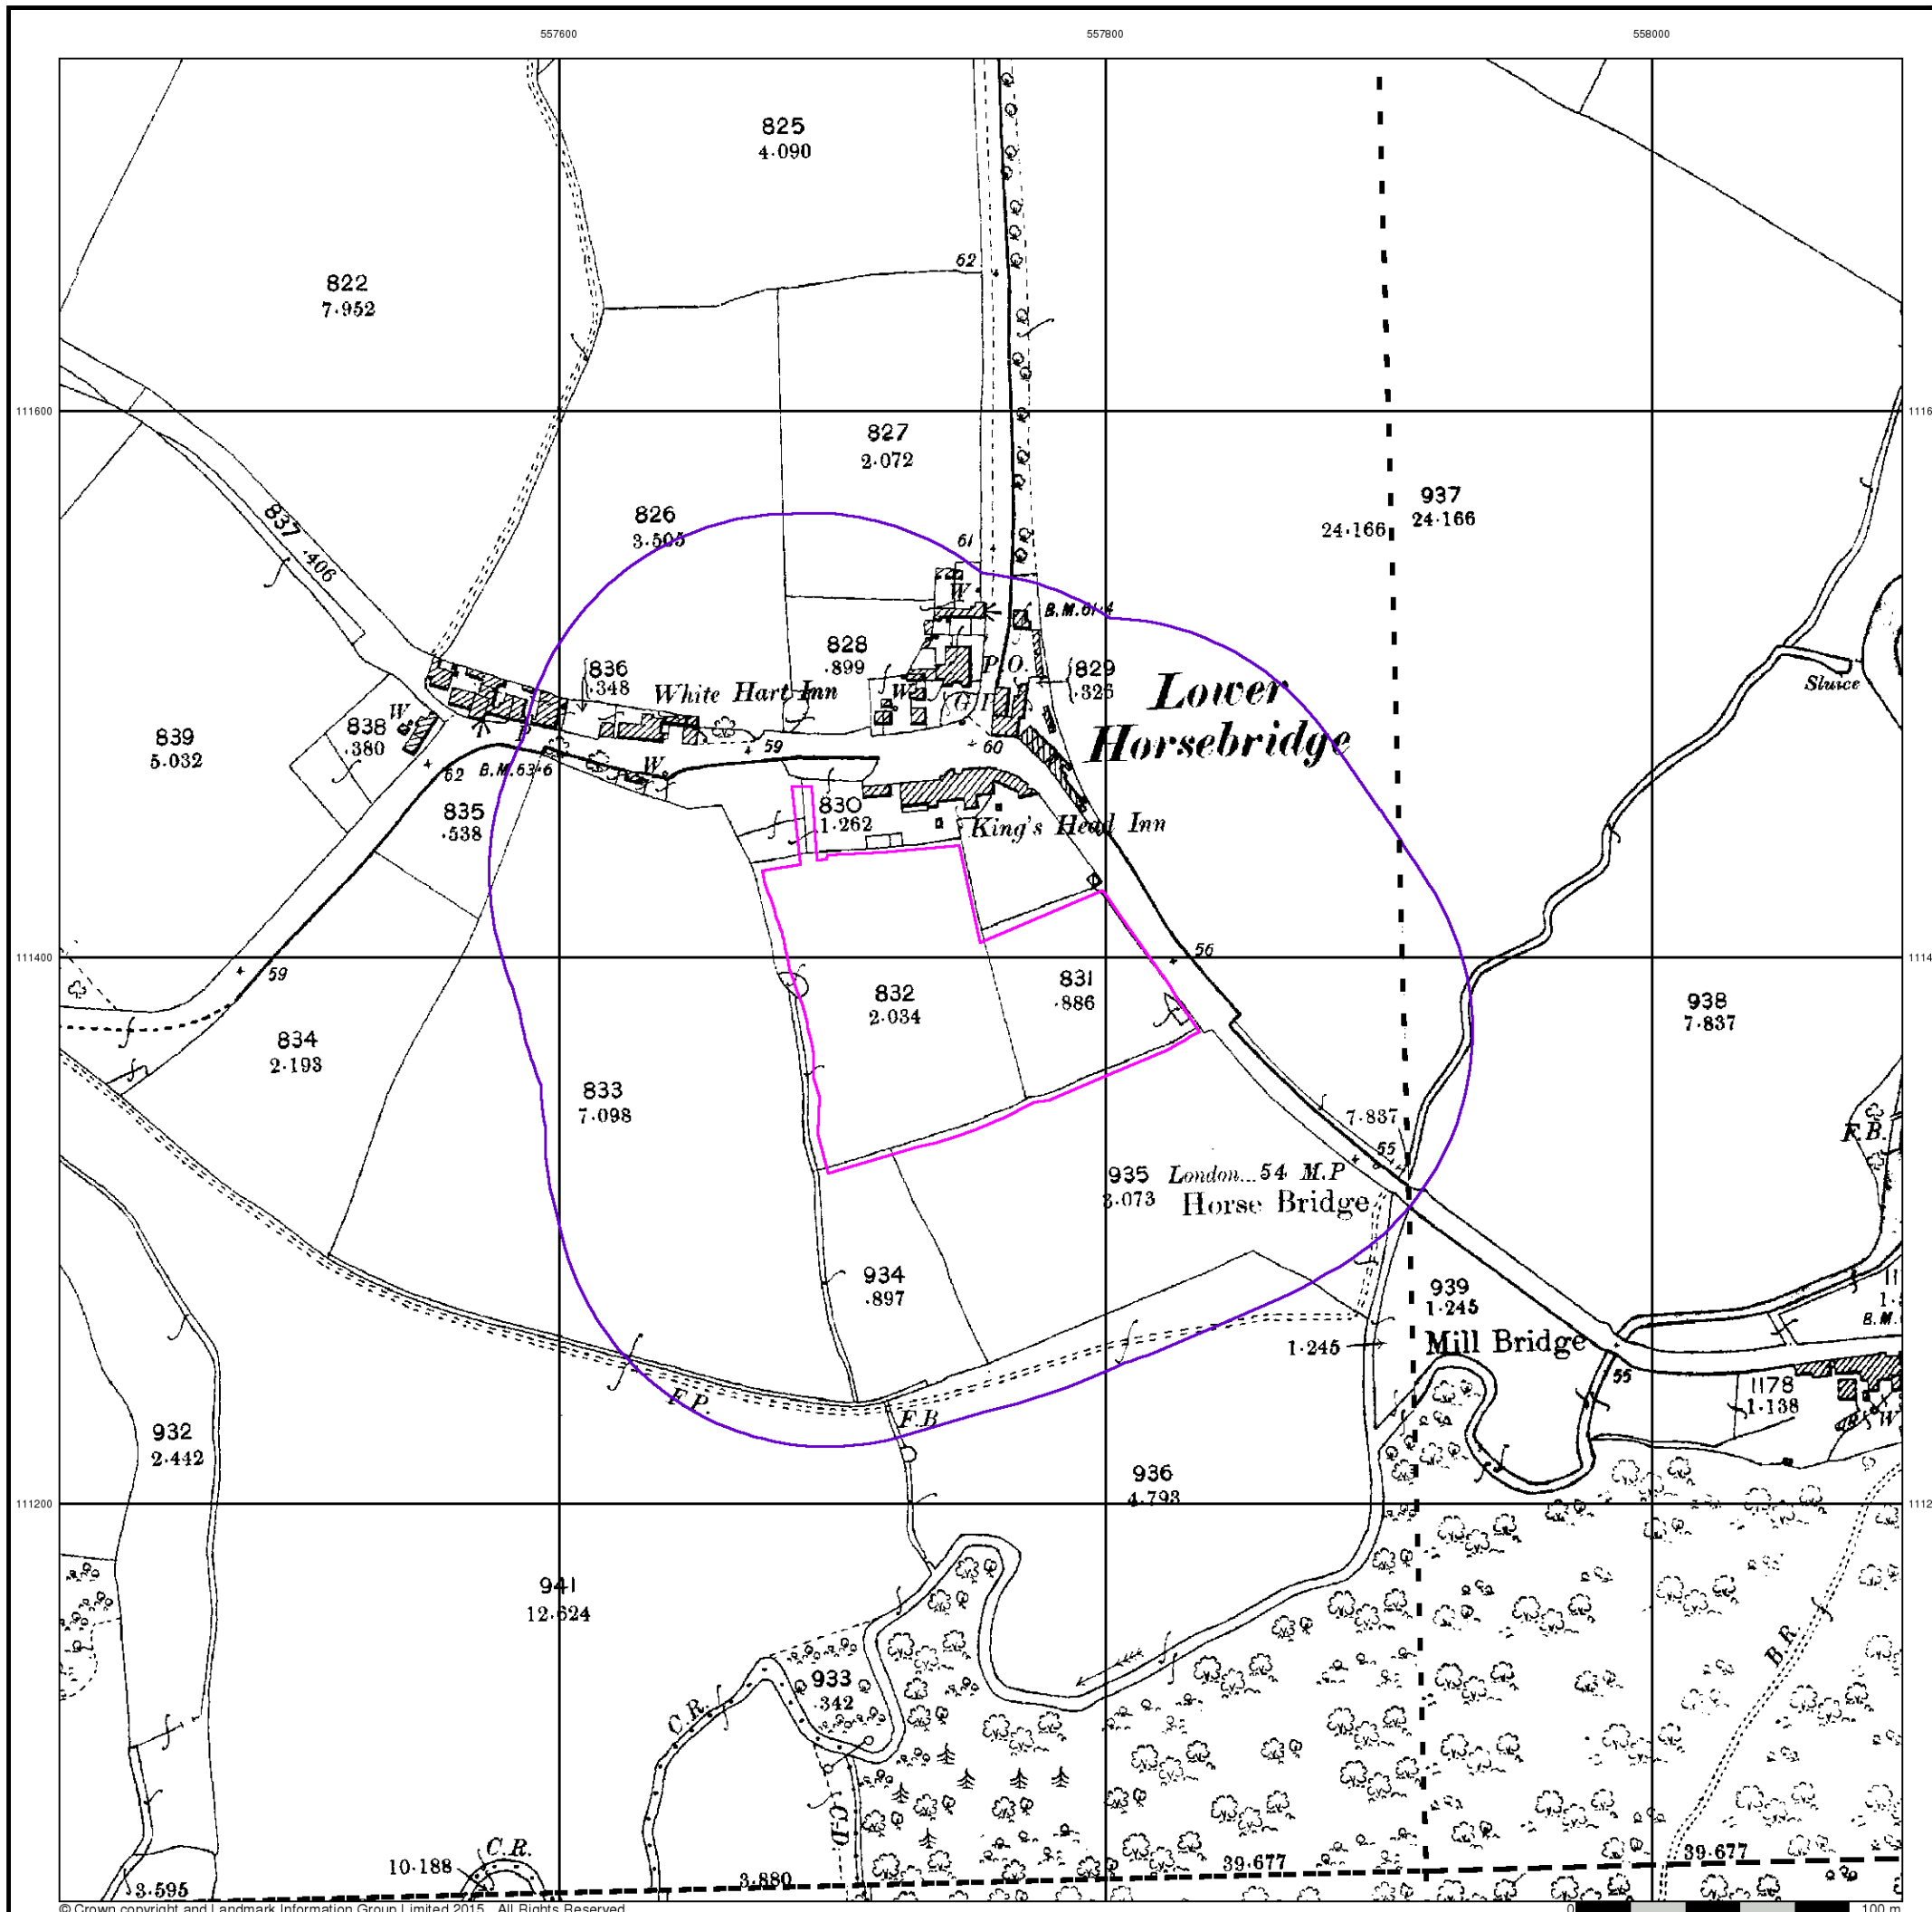 557600
557800
558000
825
4.090
62
822
7.952
111600
827
2.072
937
24.166
24.166
826
3.505
837
.406
61
W
B.M.61.4
828
.899
P.O.
829
.326
836
.348
White Hart Inn
W
G.P.
Lower
Horsebridge
Sluice
W.
838
.380
839
5.032
P
59
60
62
B.M.63.6
W.
835
.538
830
1.262
King's Head Inn
56
111400
59
832
2.034
831
.886
938
7.837
834
2.193
833
7.098
7.837
F.B.
55
935
3.073
London...54 M.P
Horse Bridge
934
.897
939
1.245
B.M.
1.245
Mill Bridge
55
1178
1.138
W
F.P.
F.B
932
2.442
936
4.793
111200
941
12.624
B.R.
933
.342
C.R.
C.D.
C.R.
10.188
3.595
3.880
39.677
39.677
© Crown copyright and Landmark Information Group Limited 2015. All Rights Reserved.
0
100 m